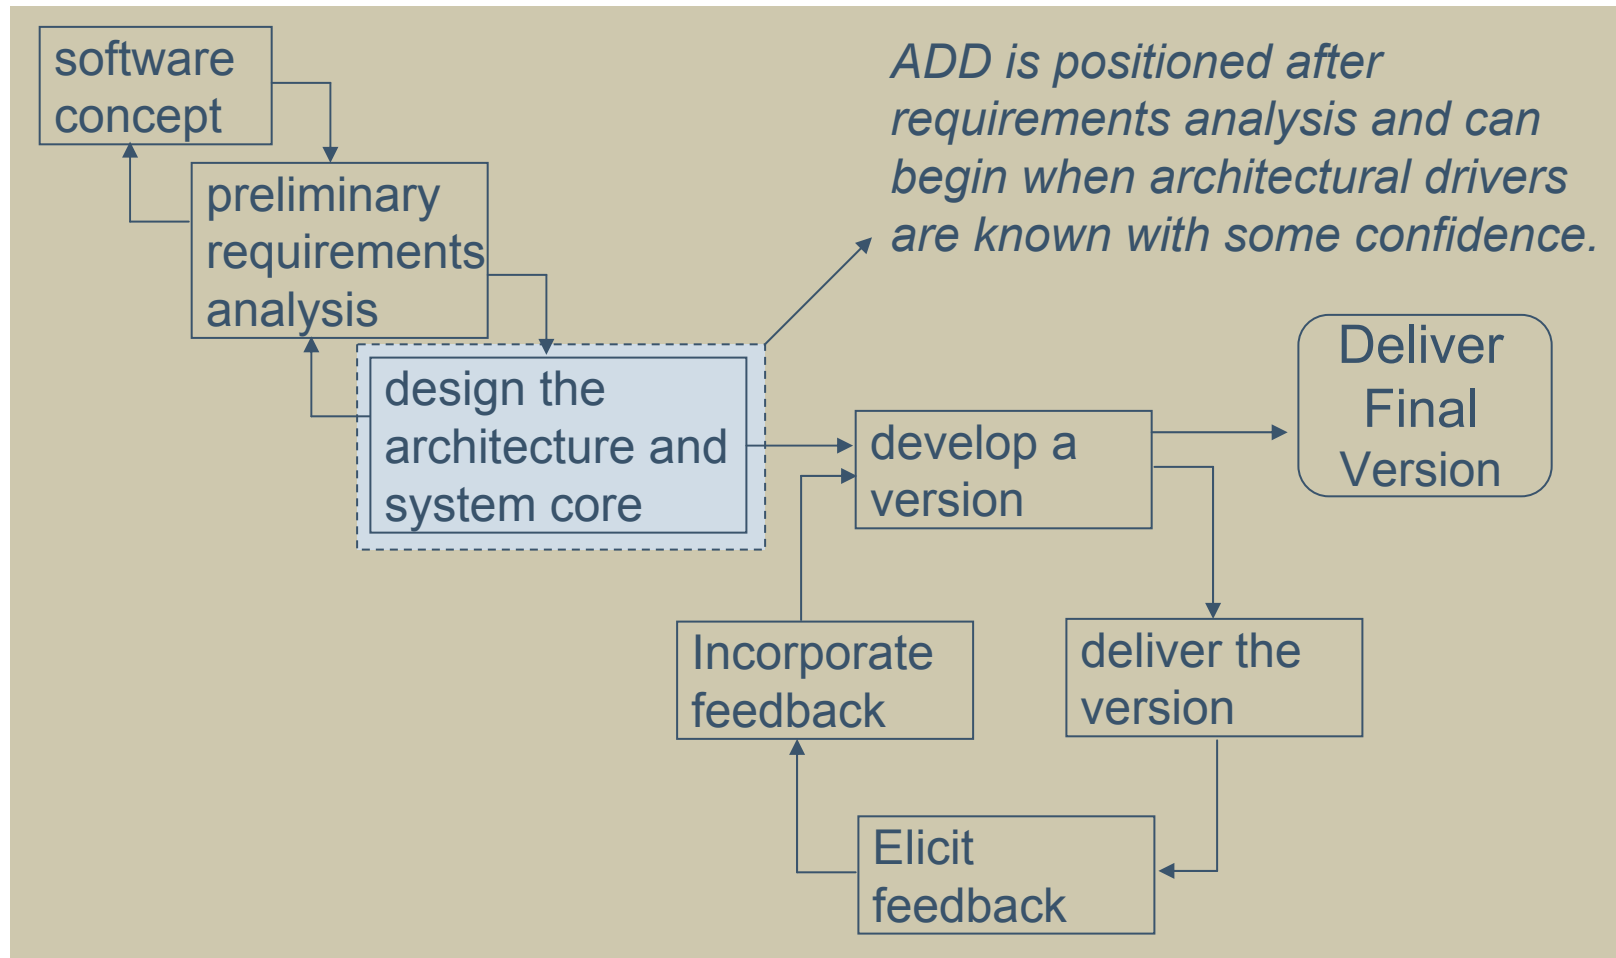 software
concept
ADD is positioned after
requirements analysis and can
begin when architectural drivers
are known with some confidence.
preliminary
requirements
analysis
design the
architecture and
system core
develop a
version
Deliver
Final
Version
Incorporate
feedback
deliver the
version
Elicit
feedback